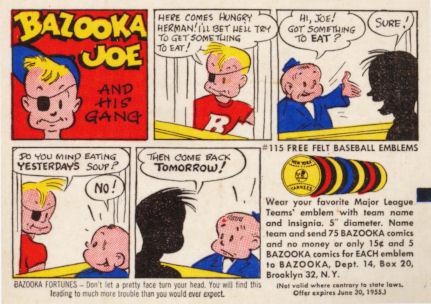 BAZOOKA
JOE
AND
HIS
GANG
HERE COMES HUNGRY
HERMAN! I'LL BET HE'LL TRY
TO GET SOMETHING
TO EAT!
HI, JOE!
GOT SOMETHING
TO EAT?
SURE!
B
DO YOU MIND EATING
YESTERDAYS SOUP?
NO!
THEN COME BACK
TOMORROW!
#115 FREE FELT BASEBALL EMBLEMS
NEW YORK
YANKEES
Wear your favorite Major League
Teams' emblem with team name
and insignia. 5" diameter. Name
team and send 75 BAZOOKA comics
and no money or only 15¢ and 5
BAZOOKA comics for EACH emblem
to BAZOOKA, Dept. 14, Box 20,
Brooklyn 32, N.Y.
(Not valid where contrary to state laws.
Offer expires June 30, 1955.)
BAZOOKA FORTUNES – Don't let a pretty face turn your head. You will find this
leading to much more trouble than you would ever expect.